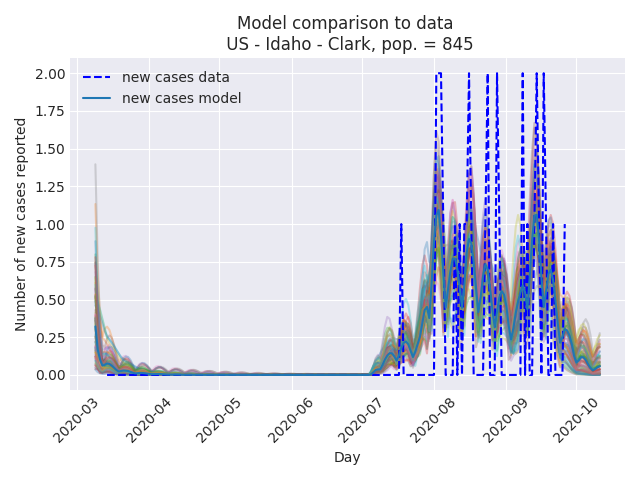 Model comparison to data
US - Idaho - Clark, pop. = 845
new cases data
new cases model
Number of new cases reported
2.00
1.75
1.50
1.25
1.00
0.75
0.50
0.25
0.00
2020-03
2020-04
2020-05
2020-06
2020-07
2020-08
2020-09
2020-10
Day